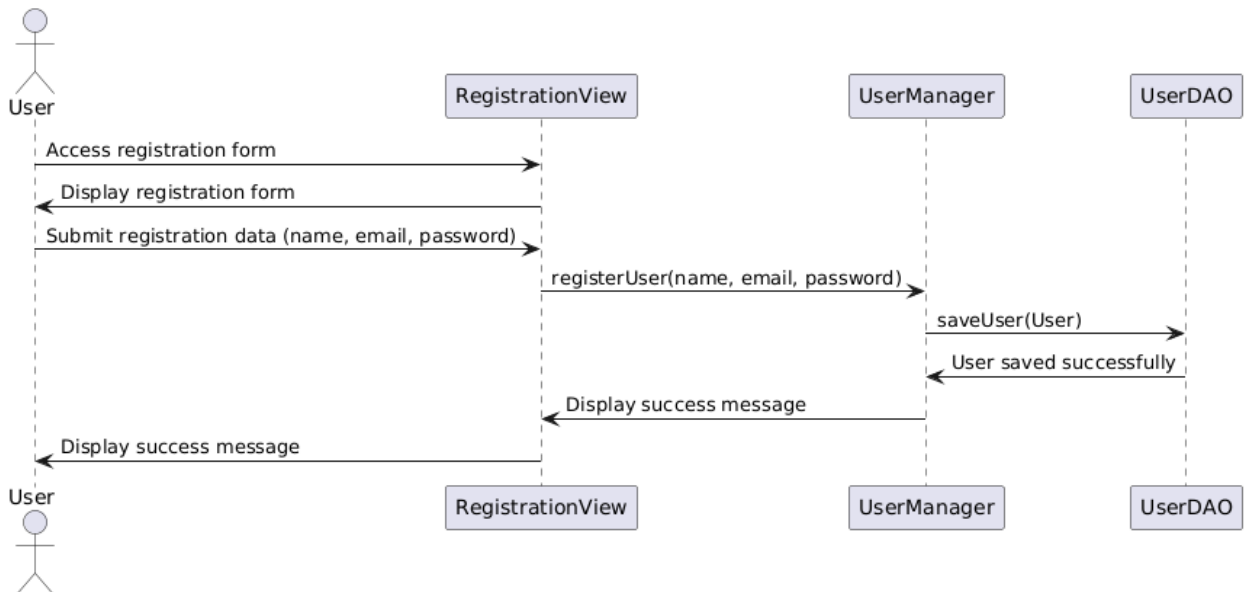 User
RegistrationView
UserManager
UserDAO
Access registration form
Display registration form
Submit registration data (name, email, password)
registerUser(name, email, password)
saveUser(User)
User saved successfully
Display success message
Display success message
User
RegistrationView
UserManager
UserDAO